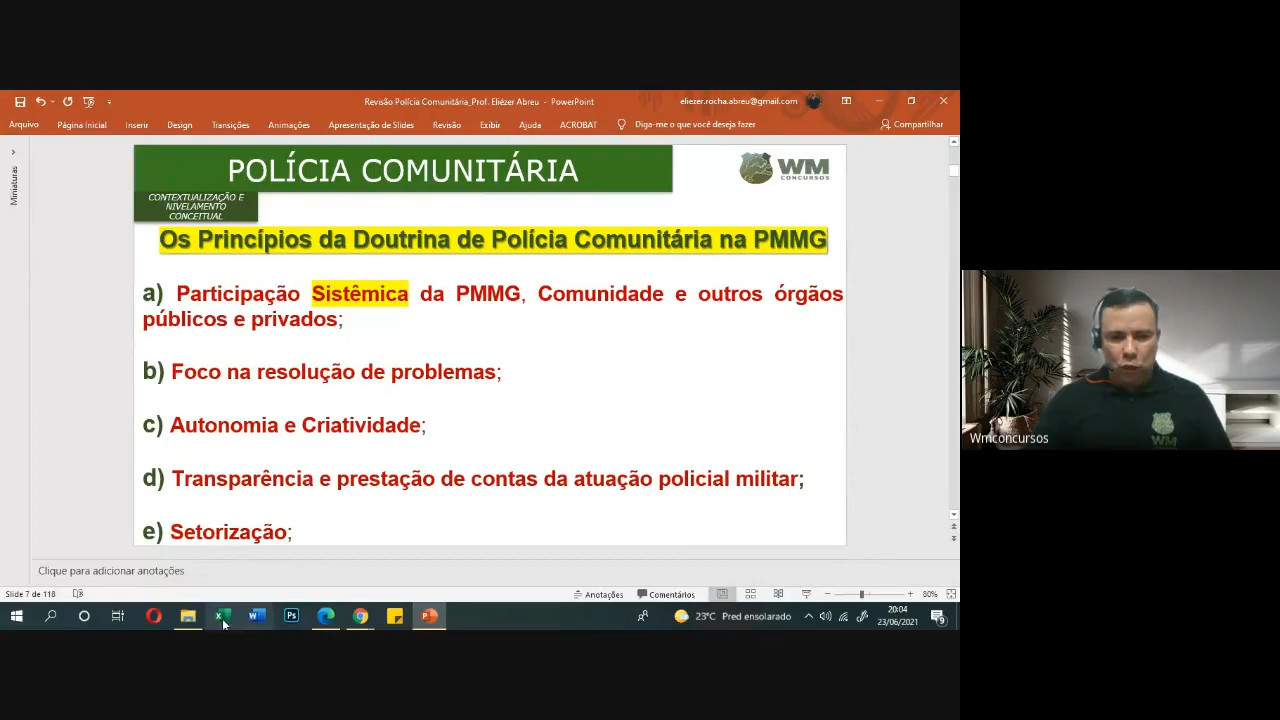 Revisão Polícia Comunitária_Prof. Eliézer Abreu - PowerPoint
eliezer.rocha.abreu@gmail.com
Arquivo Página Inicial Inserir Design Transições Animações Apresentação de Slides Revisão Exibir Ajuda ACROBAT Diga-me o que você deseja fazer Compartilhar
Miniaturas
POLÍCIA COMUNITÁRIA
WM
CONCURSOS
CONTEXTUALIZAÇÃO E
NIVELAMENTO
CONCEITUAL
Os Princípios da Doutrina de Polícia Comunitária na PMMG
a) Participação Sistêmica da PMMG, Comunidade e outros órgãos
públicos e privados;
b) Foco na resolução de problemas;
c) Autonomia e Criatividade;
d) Transparência e prestação de contas da atuação policial militar;
e) Setorização;
Wmconcursos
WM
Clique para adicionar anotações
Slide 7 de 118 Anotações Comentários 80%
Ps
23°C Pred ensolarado
20:04
23/06/2021
9